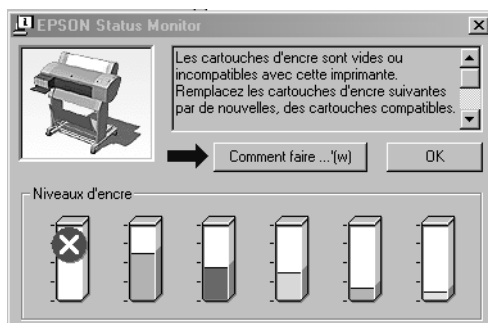 EPSON Status Monitor
Les cartouches d'encre sont vides ou
incompatibles avec cette imprimante.
Remplacez les cartouches d'encre suivantes
par de nouvelles, des cartouches compatibles.
Comment faire ...'(w)
OK
Niveaux d'encre